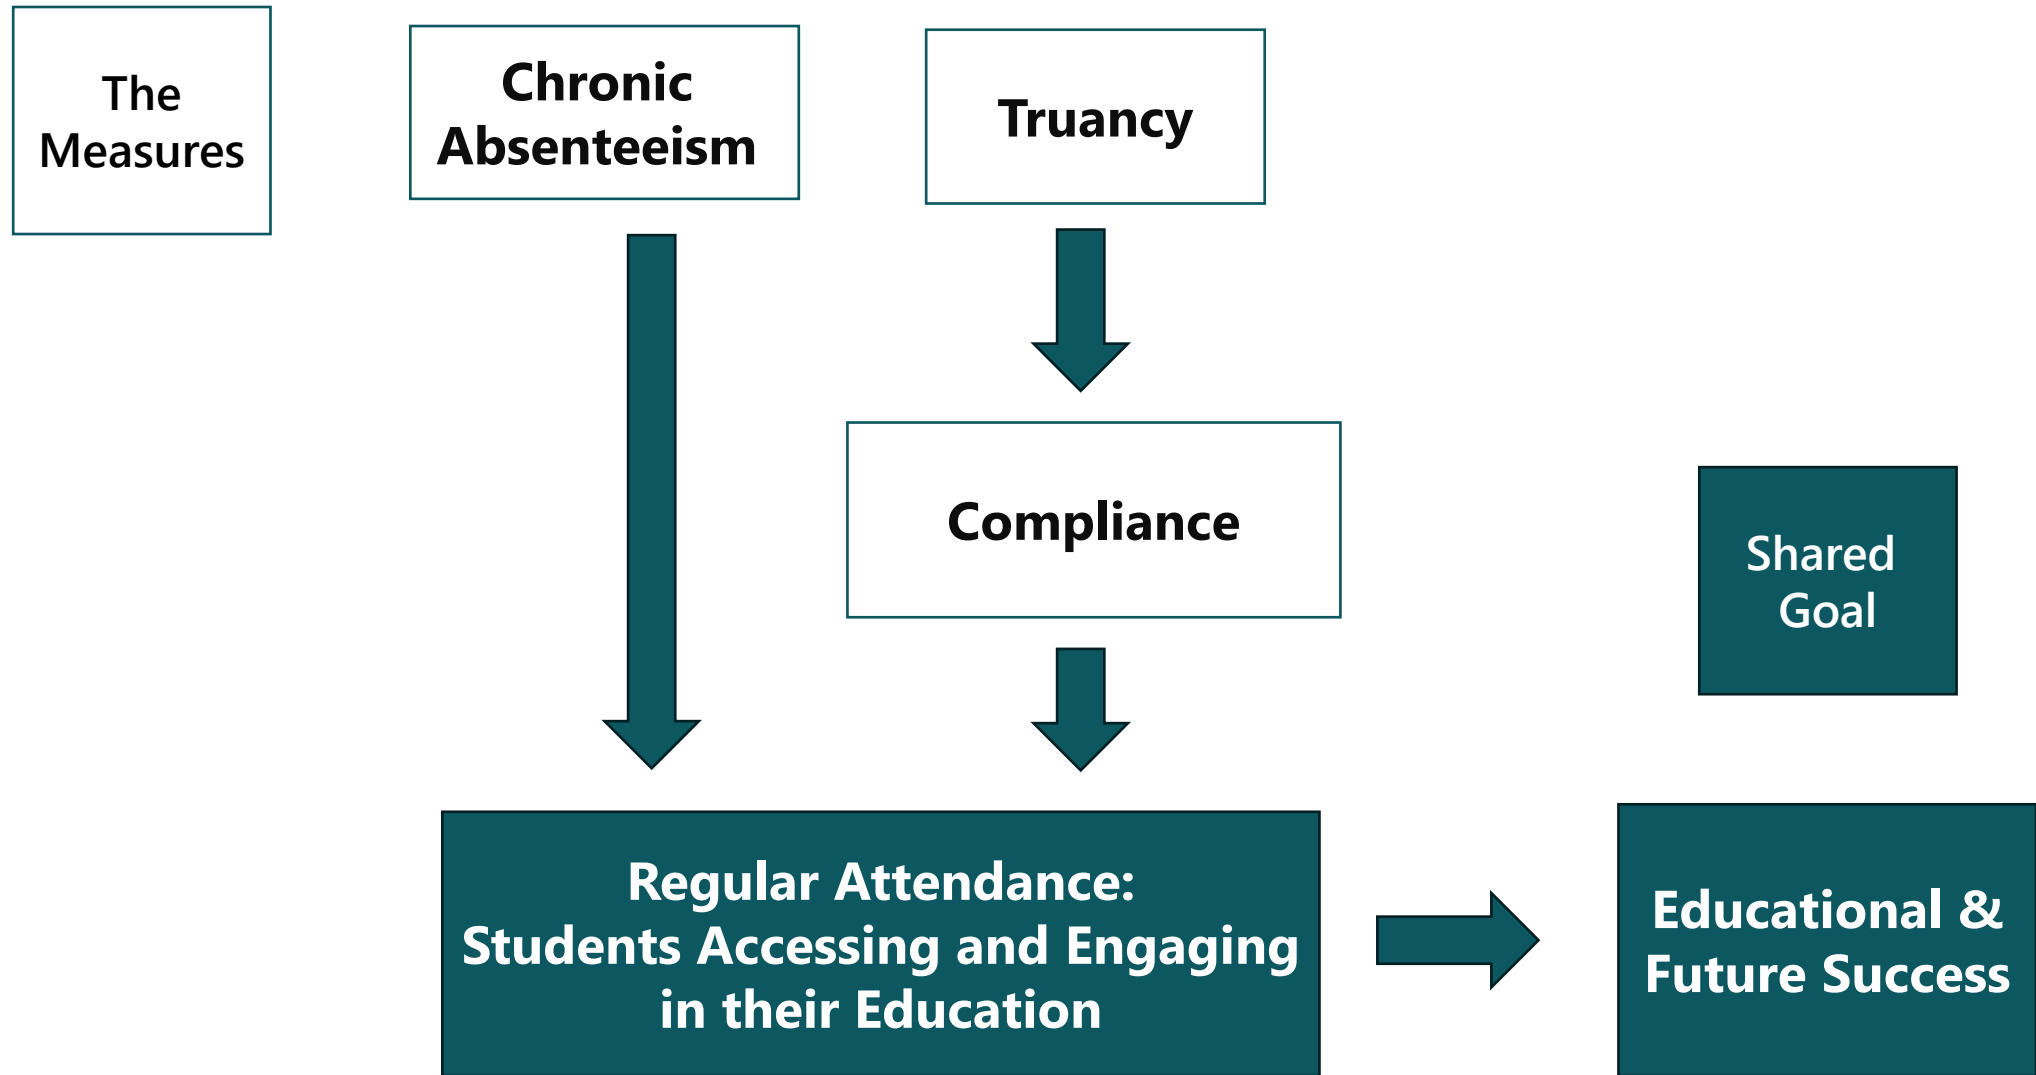 The
Measures
Chronic
Absenteeism
Truancy
Compliance
Shared
Goal
Regular Attendance:
Students Accessing and Engaging
in their Education
Educational &
Future Success